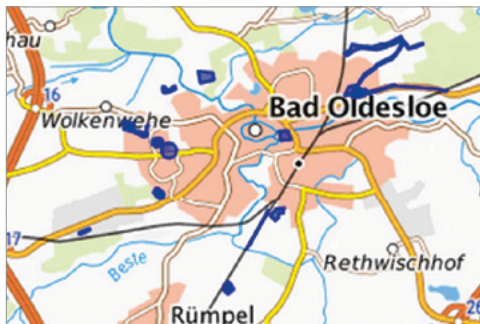 hau
16
Wolkenwehe
Bad Oldesloe
17
Beste
Rethwischhof
Rümpel
26